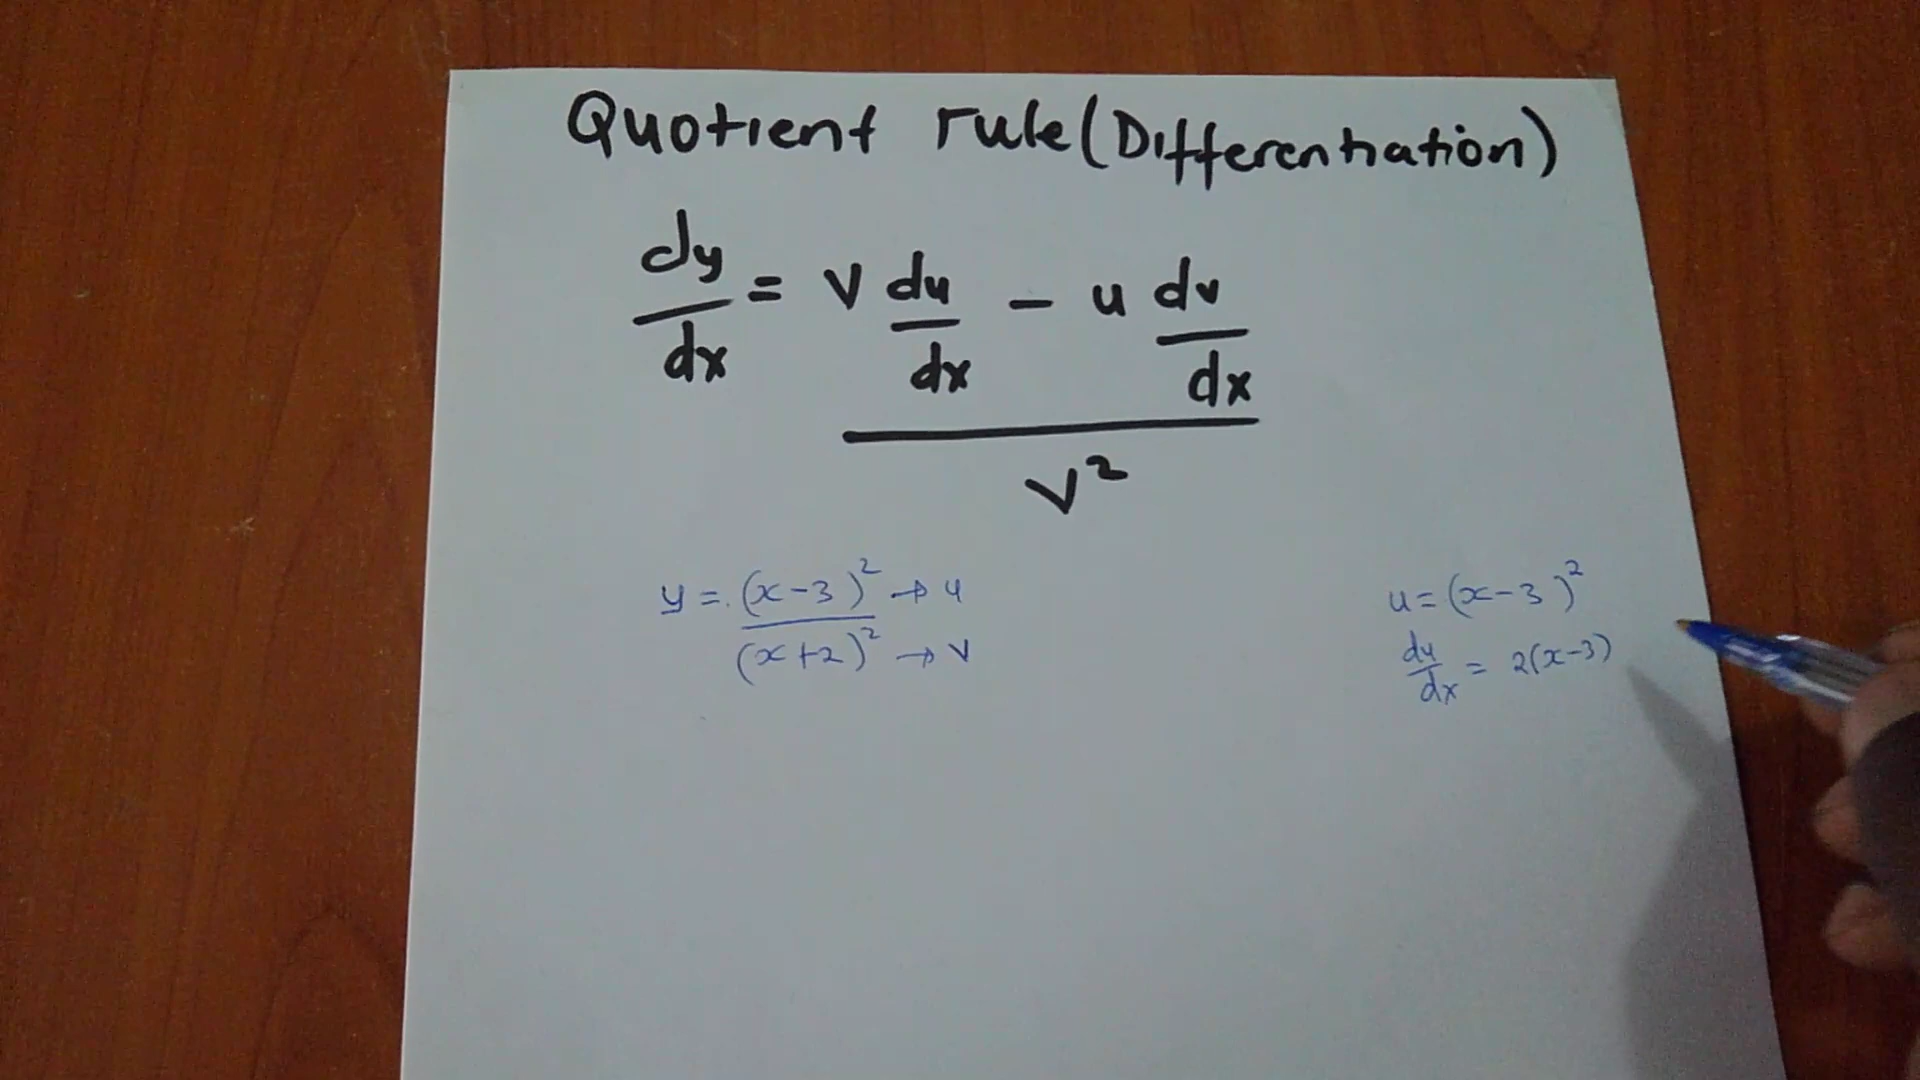 Quotient rule (Differentiation)
dy/dx = (v du/dx - u dv/dx) / v²
y = (x-3)² → u
(x+2)² → v
u = (x-3)²
du/dx = 2(x-3)